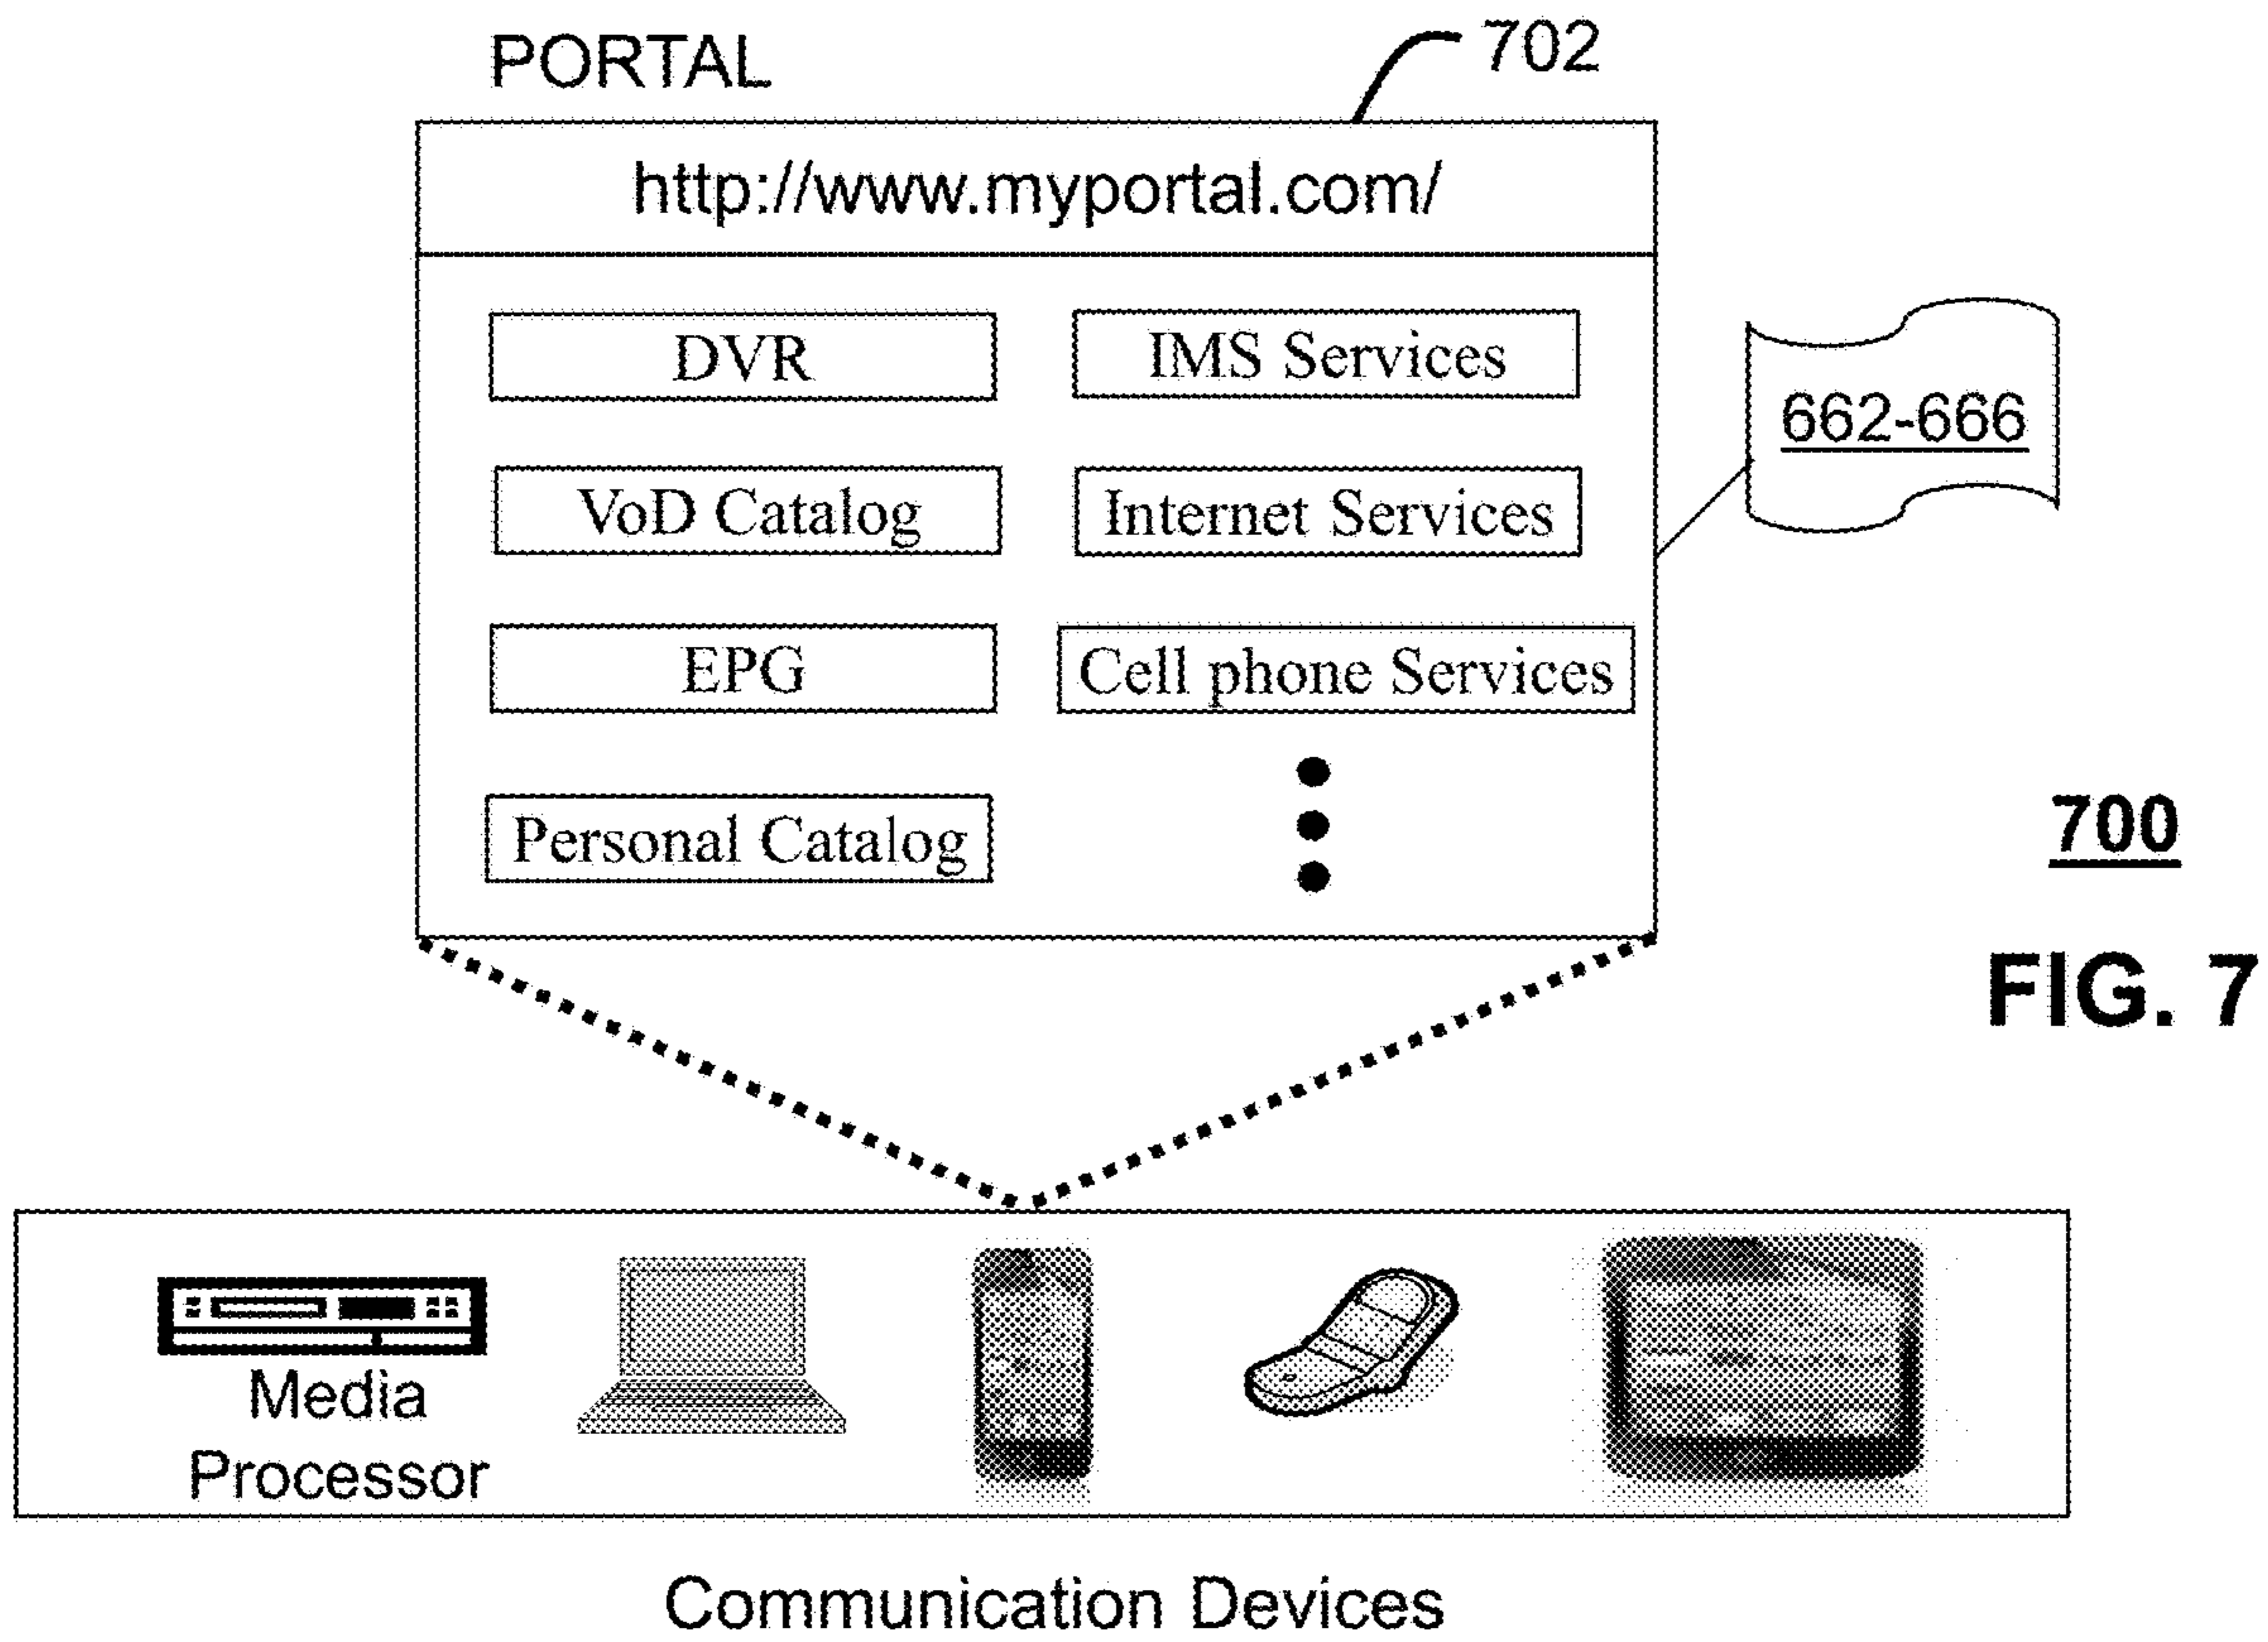 PORTAL
702
http://www.myportal.com/
DVR
IMS Services
662-666
VoD Catalog
Internet Services
EPG
Cell phone Services
Personal Catalog
700
FIG. 7
Media
Processor
Communication Devices